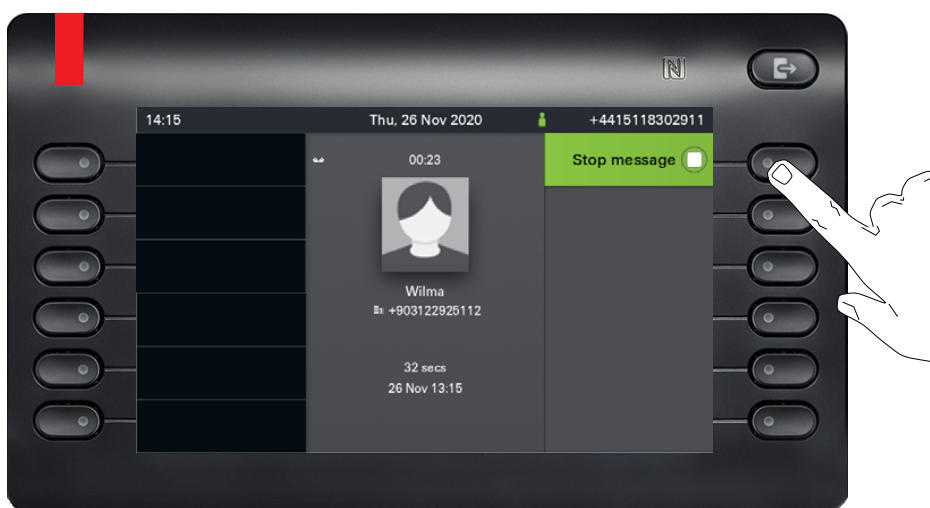 14:15 Thu, 26 Nov 2020 +4415118302911
00:23 Stop message
Wilma
+903122925112
32 secs
26 Nov 13:15